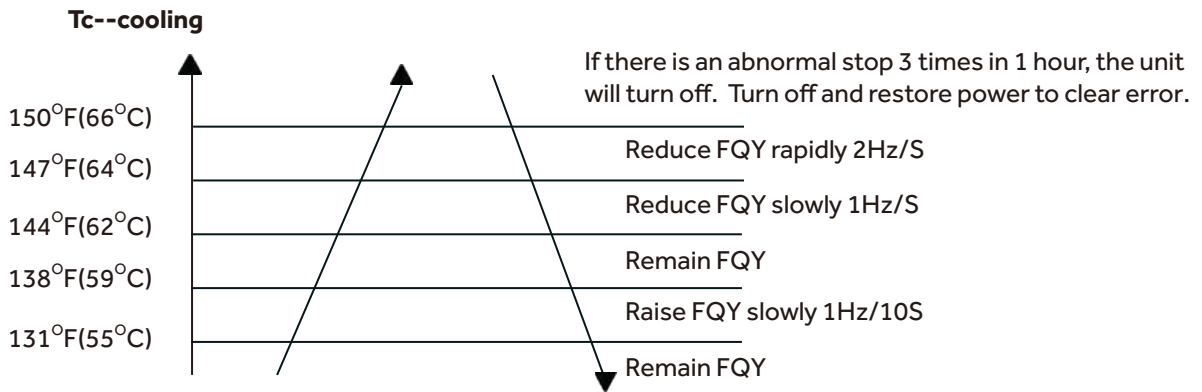 Tc--cooling
If there is an abnormal stop 3 times in 1 hour, the unit
will turn off.  Turn off and restore power to clear error.
150°F(66°C)
Reduce FQY rapidly 2Hz/S
147°F(64°C)
Reduce FQY slowly 1Hz/S
144°F(62°C)
Remain FQY
138°F(59°C)
Raise FQY slowly 1Hz/10S
131°F(55°C)
Remain FQY